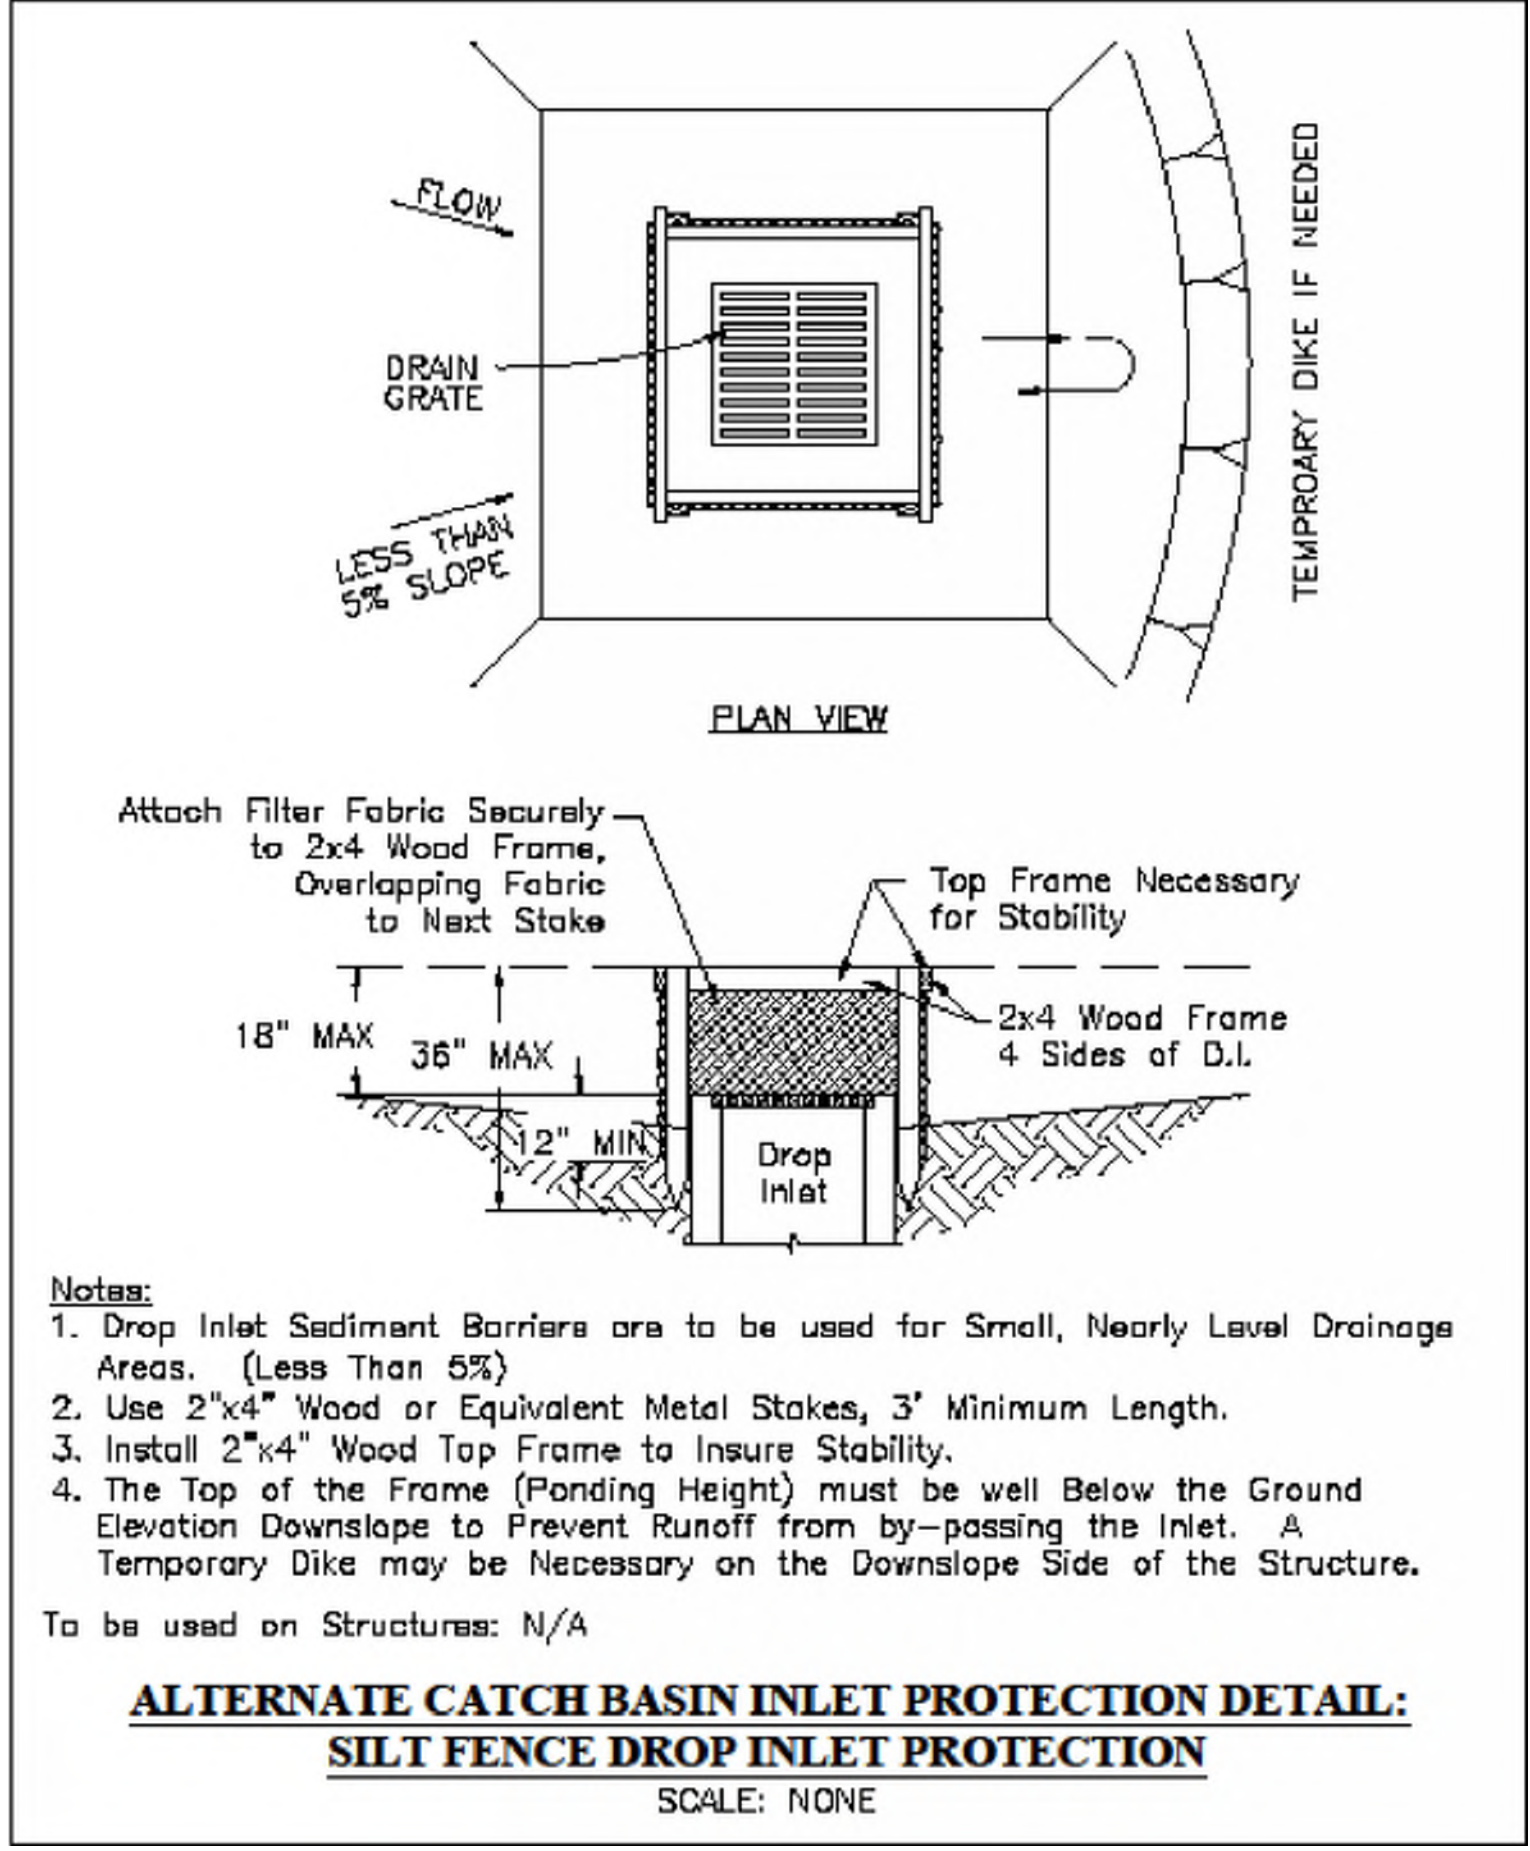 FLOW
DRAIN
GRATE
LESS THAN
5% SLOPE
TEMPROARY DIKE IF NEEDED
PLAN VIEW
Attach Filter Fabric Securely
to 2x4 Wood Frame,
Overlapping Fabric
to Next Stake
Top Frame Necessary
for Stability
18" MAX
36" MAX
2x4 Wood Frame
4 Sides of D.I.
12" MIN
Drop
Inlet
Notes:
1. Drop Inlet Sediment Barriers are to be used for Small, Nearly Level Drainage
Areas. (Less Than 5%)
2. Use 2"x4" Wood or Equivalent Metal Stakes, 3' Minimum Length.
3. Install 2"x4" Wood Top Frame to Insure Stability.
4. The Top of the Frame (Ponding Height) must be well Below the Ground
Elevation Downslope to Prevent Runoff from by-passing the Inlet. A
Temporary Dike may be Necessary on the Downslope Side of the Structure.
To be used on Structures: N/A
ALTERNATE CATCH BASIN INLET PROTECTION DETAIL:
SILT FENCE DROP INLET PROTECTION
SCALE: NONE